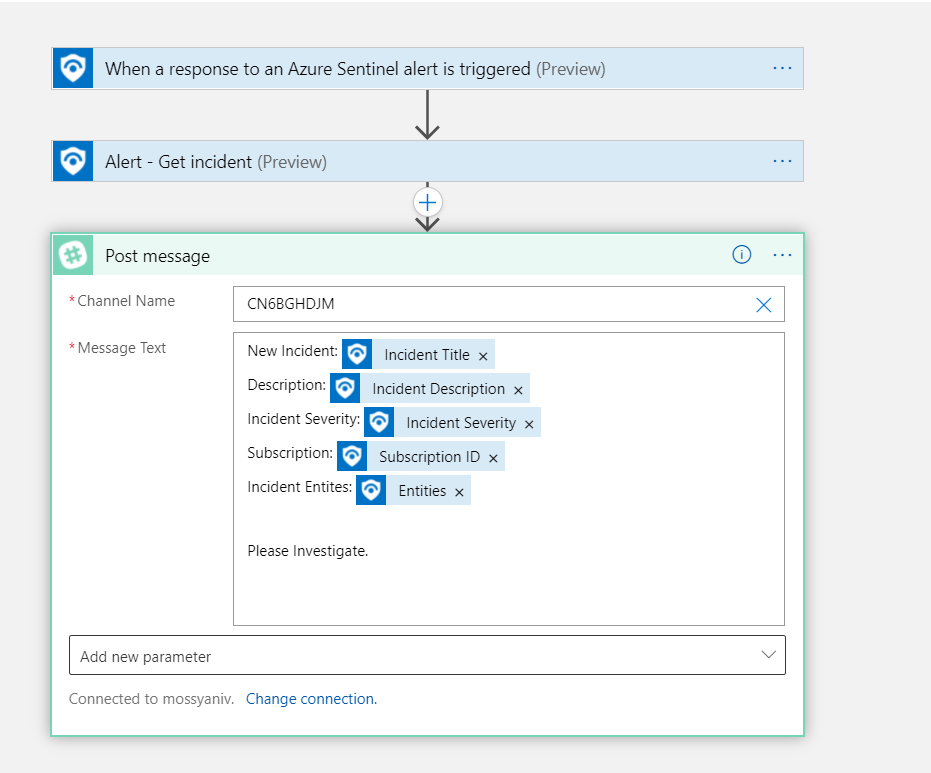 When a response to an Azure Sentinel alert is triggered (Preview)
Alert - Get incident (Preview)
Post message
* Channel Name
CN6BGHDJM
* Message Text
New Incident: Incident Title ×
Description: Incident Description ×
Incident Severity: Incident Severity ×
Subscription: Subscription ID ×
Incident Entites: Entities ×
Please Investigate.
Add new parameter
Connected to mossyaniv. Change connection.